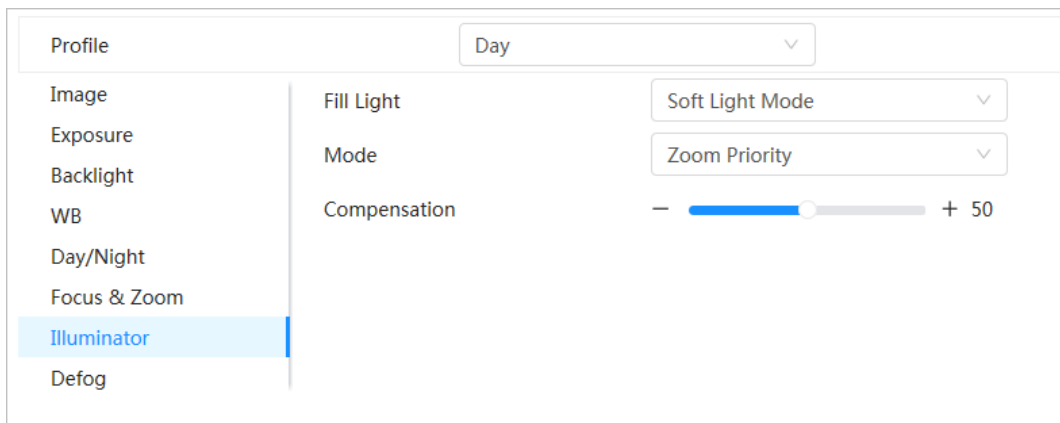 Profile Day
Image
Fill Light Soft Light Mode
Exposure
Mode Zoom Priority
Backlight
WB
Compensation − + 50
Day/Night
Focus & Zoom
Illuminator
Defog